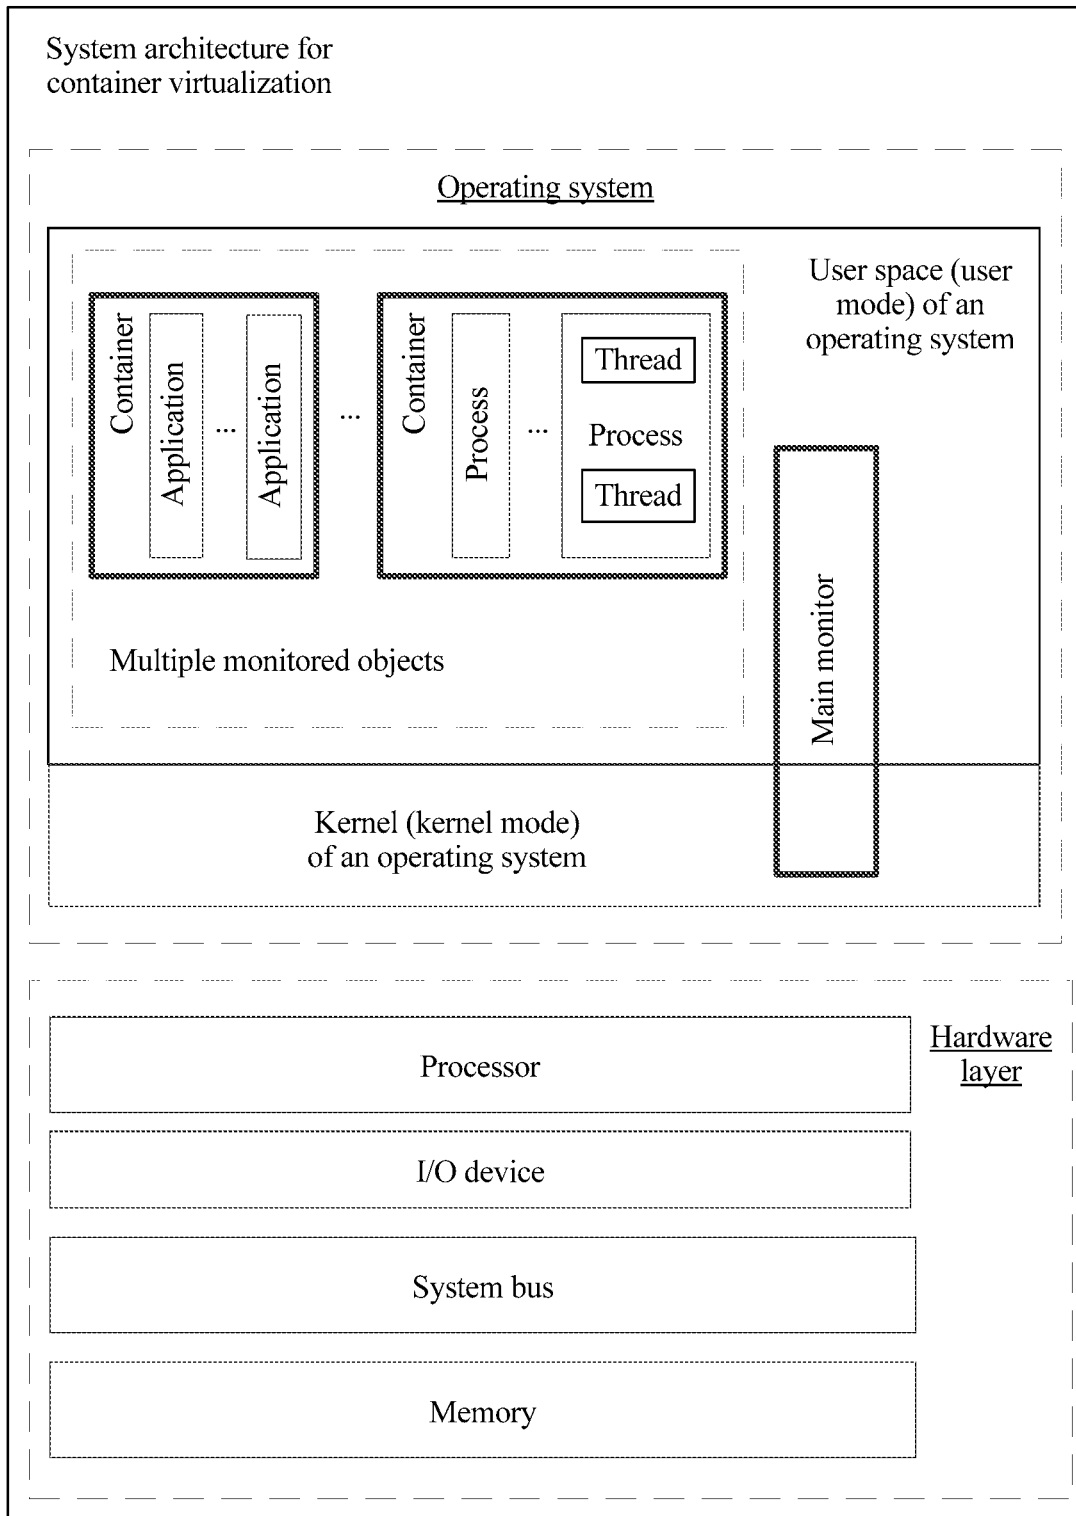 System architecture for
container virtualization
Operating system
User space (user
mode) of an
operating system
Container
Application
...
Application
...
Container
Process
...
Thread
Process
Thread
Multiple monitored objects
Main monitor
Kernel (kernel mode)
of an operating system
Hardware
layer
Processor
I/O device
System bus
Memory